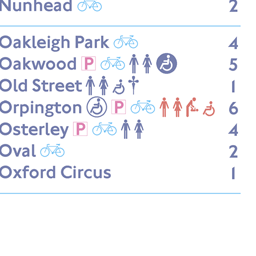 Nunhead 2
Oakleigh Park 4
Oakwood P 5
Old Street † 1
Orpington P 6
Osterley P 4
Oval 2
Oxford Circus 1